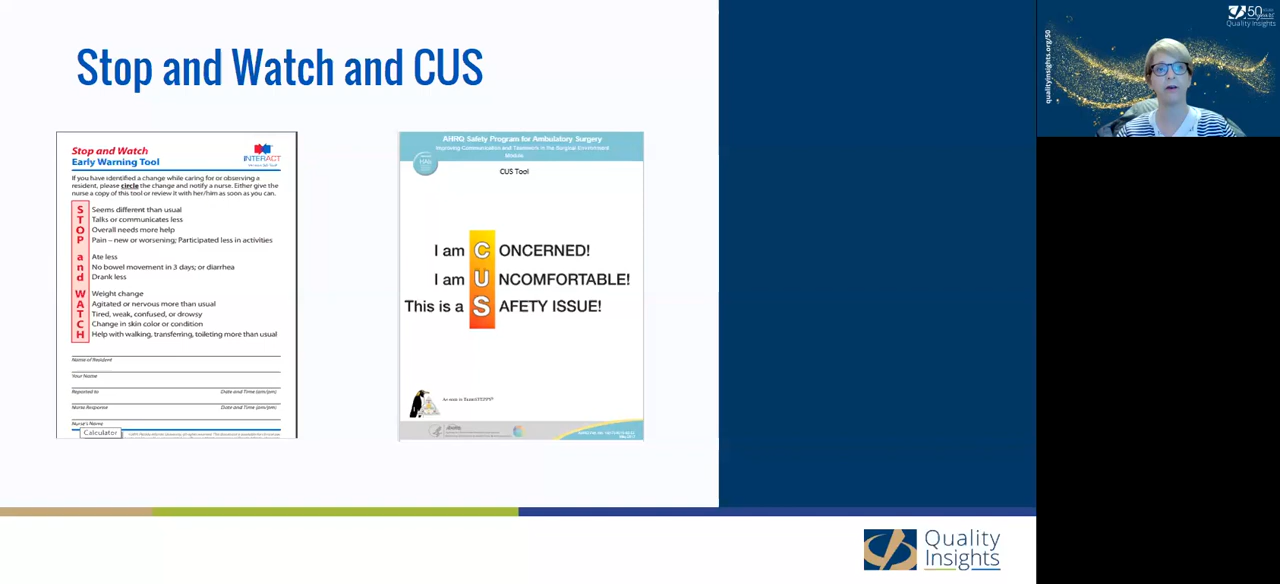 Stop and Watch and CUS
Stop and Watch
Early Warning Tool
INTERACT
If you have identified a change while caring for or observing a
resident, please circle the change and notify a nurse. Either give the
nurse a copy of this tool or review it with her/him as soon as you can.
S Seems different than usual
T Talks or communicates less
O Overall needs more help
P Pain – new or worsening; Participated less in activities
a Ate less
n No bowel movement in 3 days; or diarrhea
d Drank less
W Weight change
A Agitated or nervous more than usual
T Tired, weak, confused, or drowsy
C Change in skin color or condition
H Help with walking, transferring, toileting more than usual
Name of Resident
Your Name
Reported to Date and Time (am/pm)
Nurse Response Date and Time (am/pm)
Nurse's Name
Calculator
AHRQ Safety Program for Ambulatory Surgery
Improving Communication and Teamwork in the Surgical Environment
Module
CUS Tool
I am CONCERNED!
I am UNCOMFORTABLE!
This is a SAFETY ISSUE!
Quality
Insights
50
Quality Insights
qualityinsights.org/50